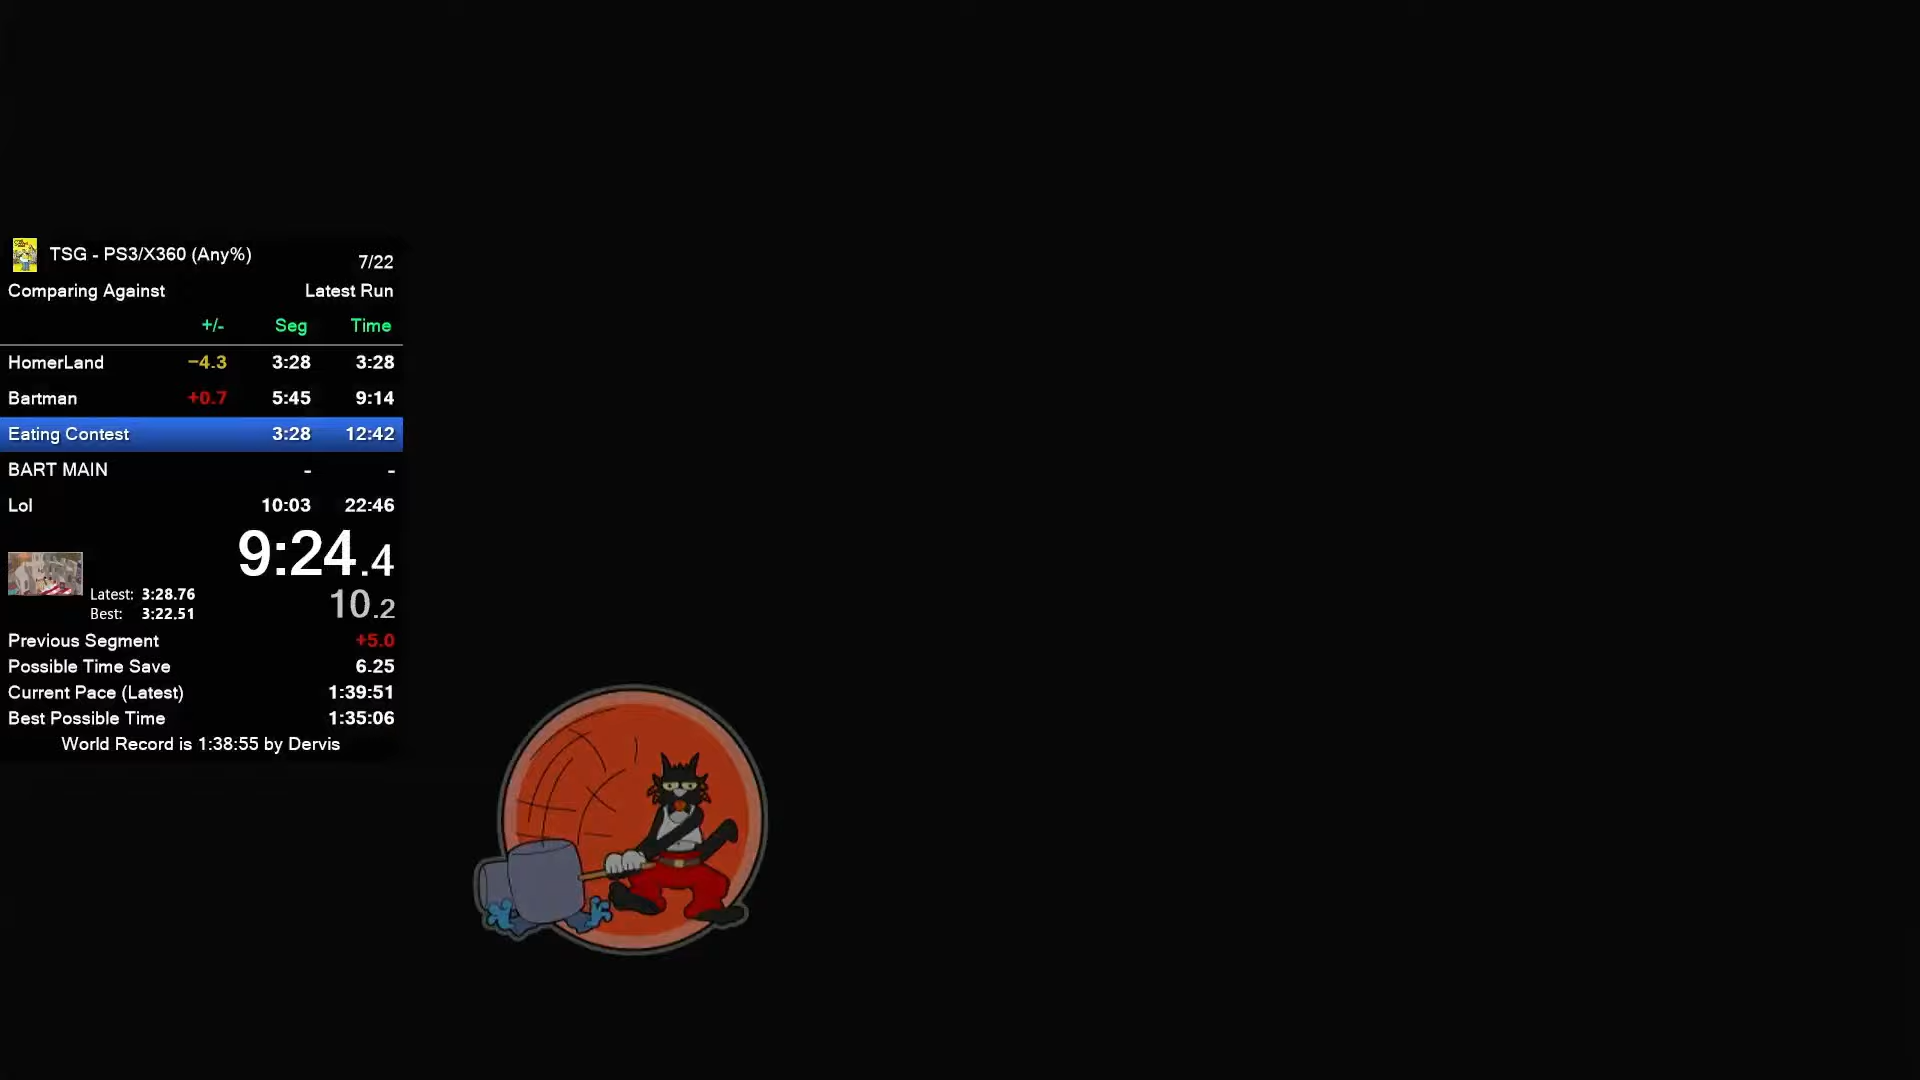 TSG - PS3/X360 (Any%)
7/22
Comparing Against Latest Run
+/- Seg Time
HomerLand −4.3 3:28 3:28
Bartman +0.7 5:45 9:14
Eating Contest 3:28 12:42
BART MAIN - -
Lol 10:03 22:46
9:24.4
Latest: 3:28.76
10.2
Best: 3:22.51
Previous Segment +5.0
Possible Time Save 6.25
Current Pace (Latest) 1:39:51
Best Possible Time 1:35:06
World Record is 1:38:55 by Dervis